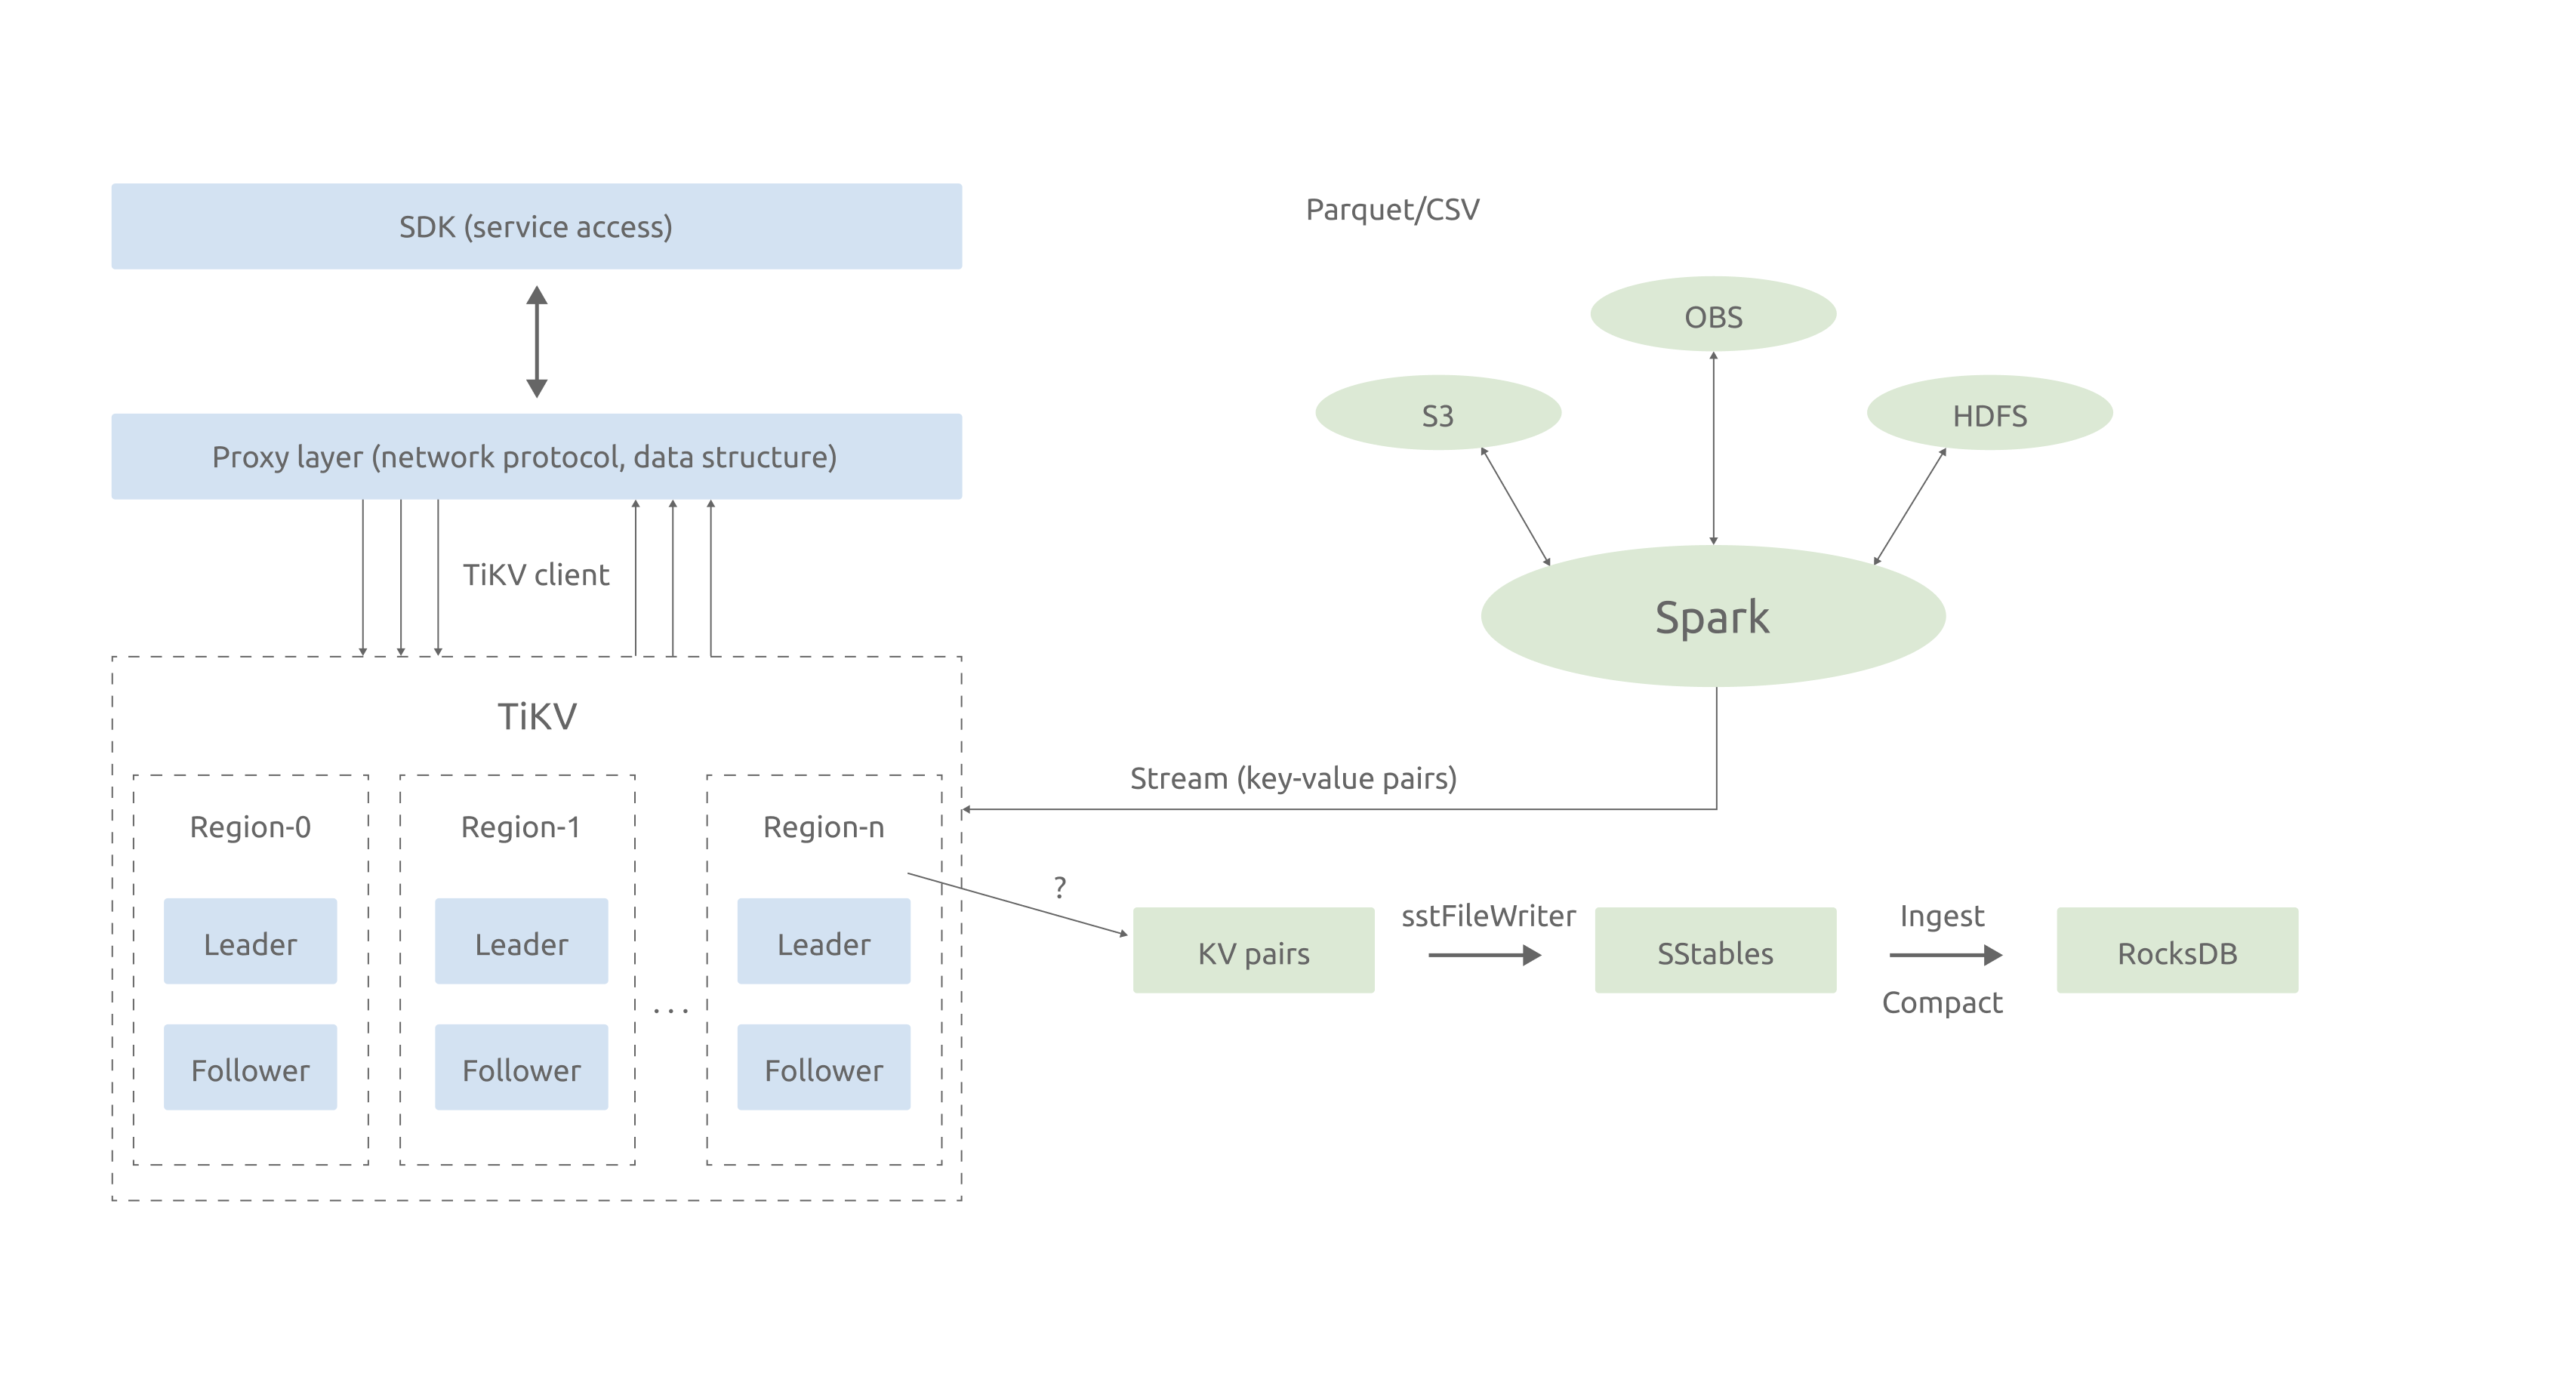 SDK (service access)
Proxy layer (network protocol, data structure)
TiKV client
TiKV
Region-0
Leader
Follower
Region-1
Leader
Follower
...
Region-n
Leader
Follower
Parquet/CSV
OBS
S3
HDFS
Spark
Stream (key-value pairs)
?
KV pairs
sstFileWriter
SStables
Ingest
Compact
RocksDB